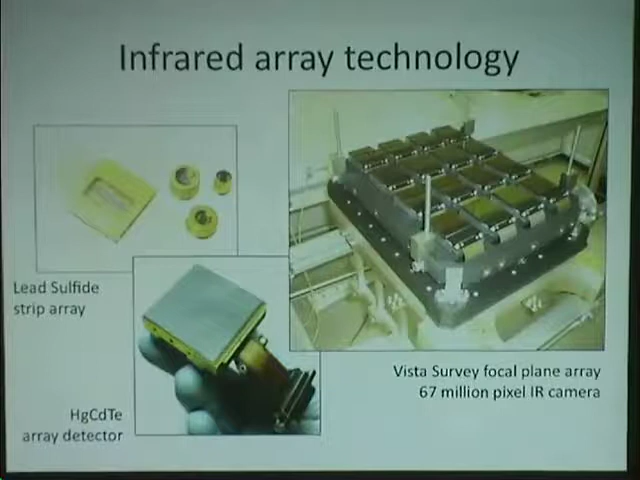 Infrared array technology
Lead Sulfide
strip array
HgCdTe
array detector
Vista Survey focal plane array
67 million pixel IR camera